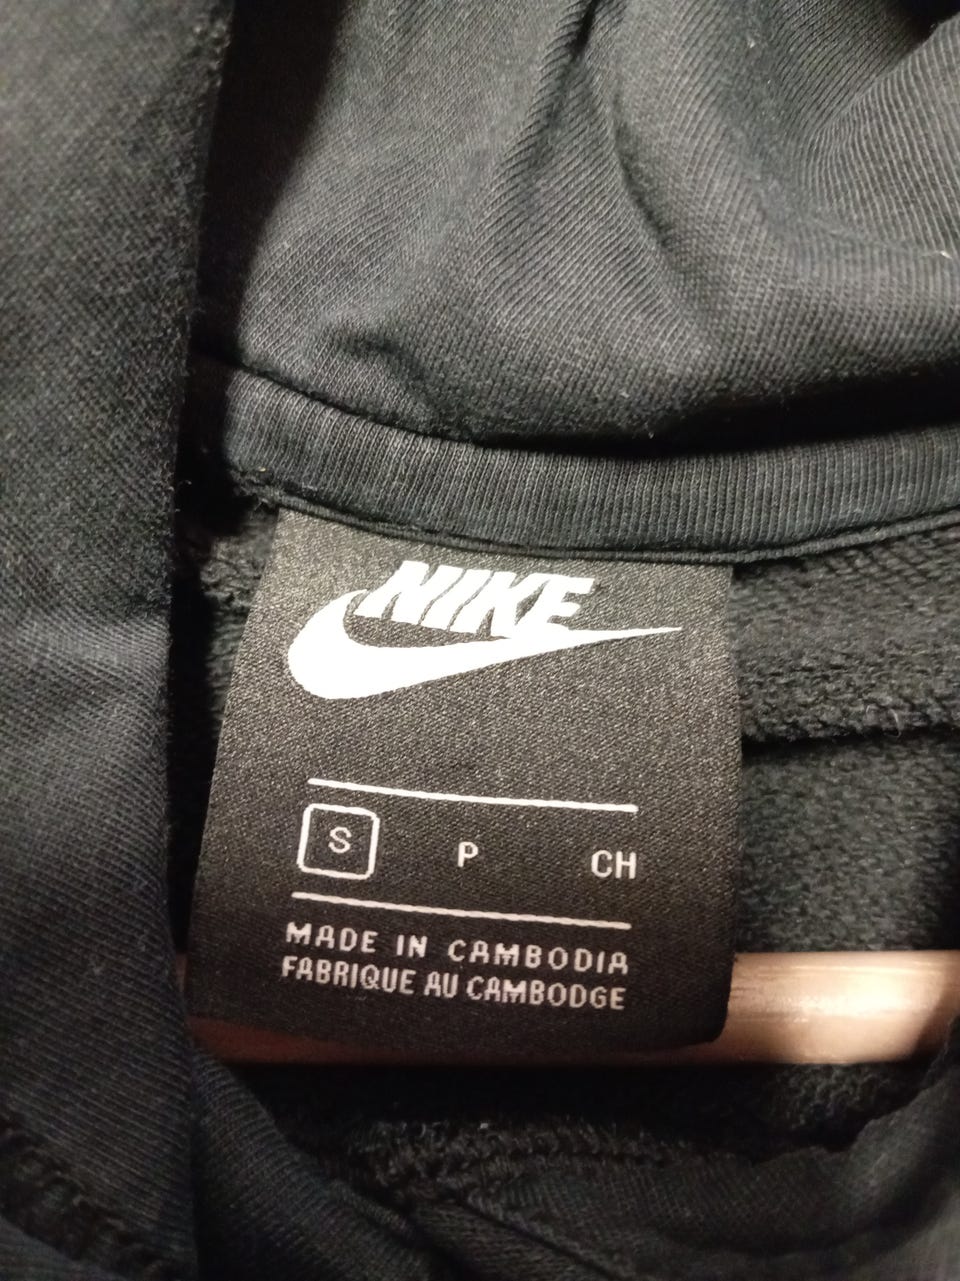 NIKE
S P CH
MADE IN CAMBODIA
FABRIQUE AU CAMBODGE